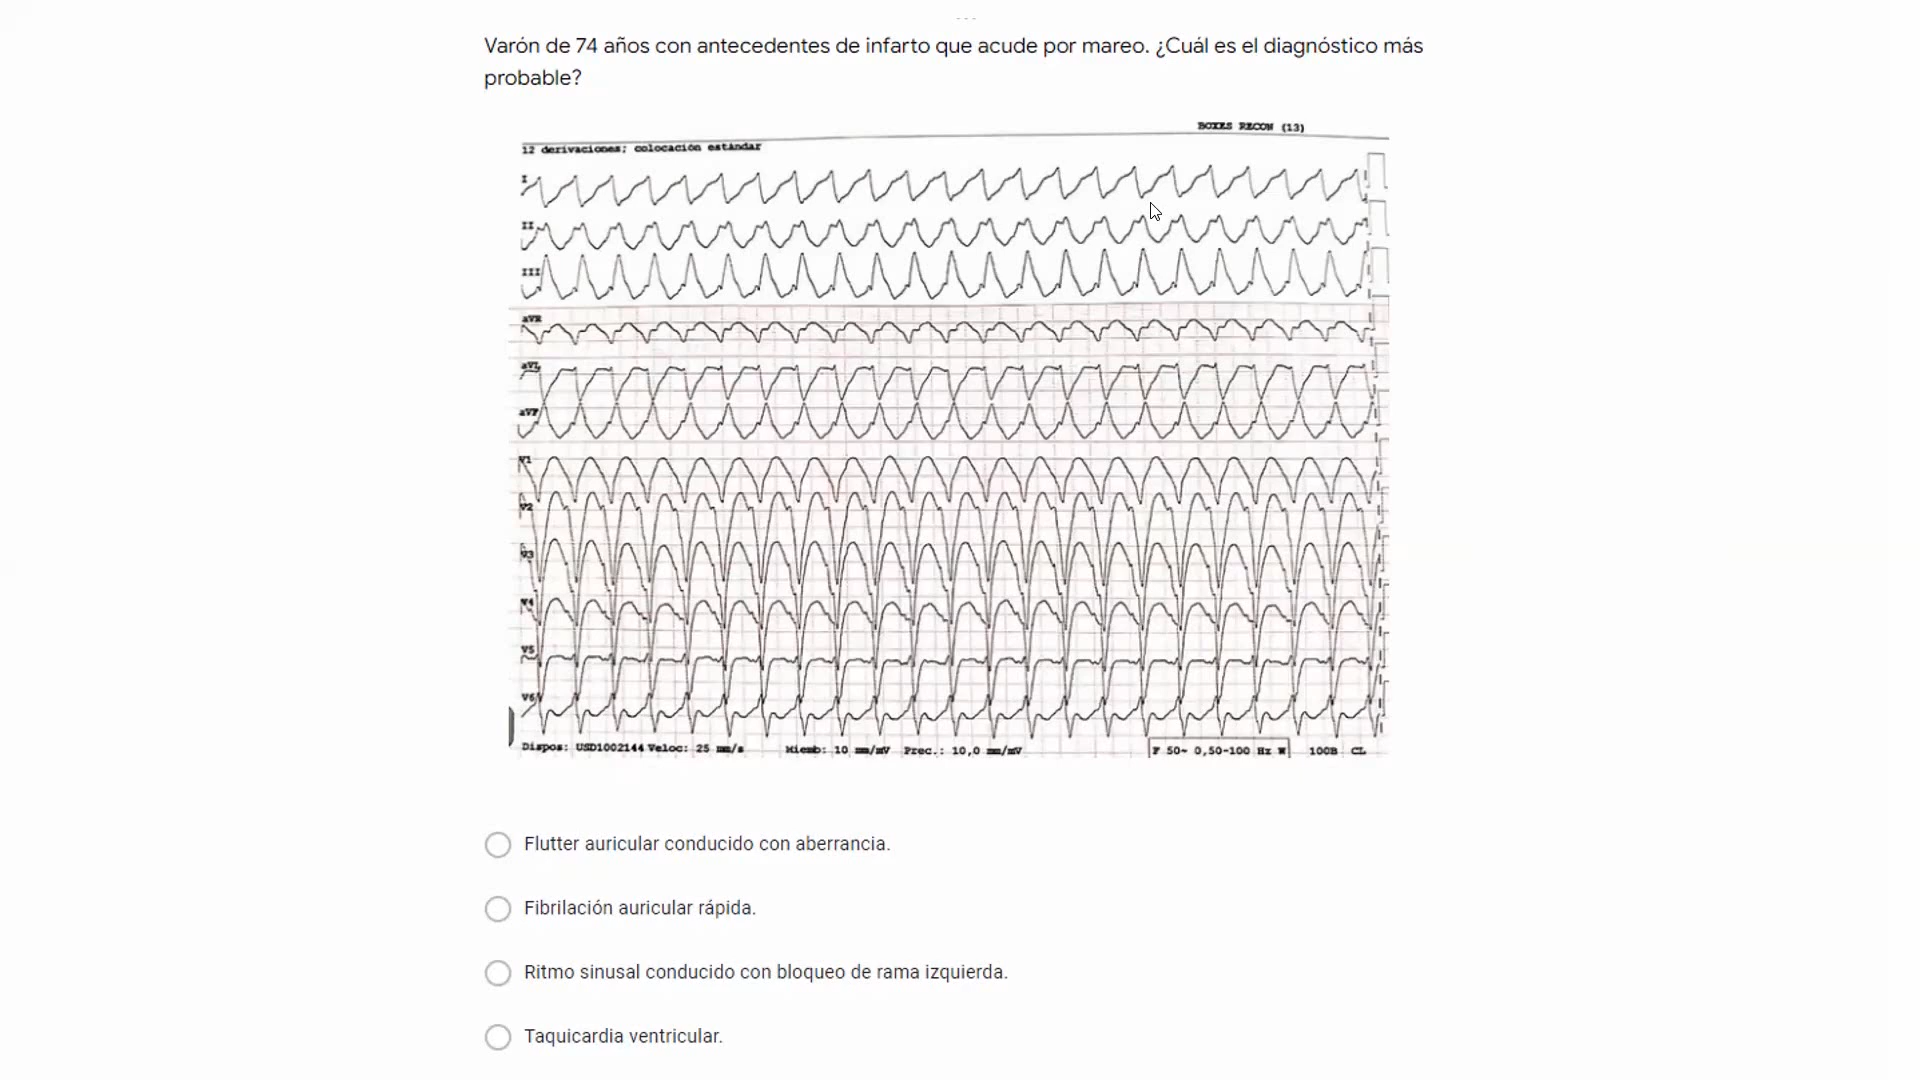 Varón de 74 años con antecedentes de infarto que acude por mareo. ¿Cuál es el diagnóstico más
probable?
BOXES RECON (13)
12 derivaciones; colocación estándar
I
II
III
aVR
aVL
aVF
V1
V2
V3
V4
V5
V6
Dispos: USD1002144 Veloc: 25 mm/s Miemb: 10 mm/mV Prec.: 10,0 mm/mV F 50~ 0,50-100 Hz W 100B CL
Flutter auricular conducido con aberrancia.
Fibrilación auricular rápida.
Ritmo sinusal conducido con bloqueo de rama izquierda.
Taquicardia ventricular.